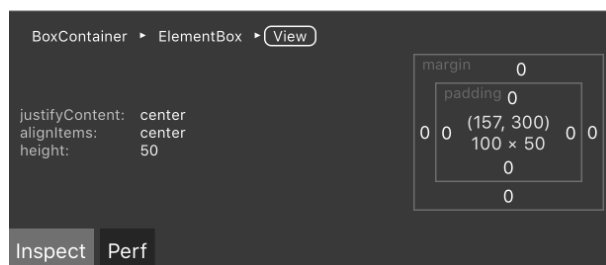 BoxContainer ▸ ElementBox ▸ View
margin 0
padding 0
justifyContent: center
alignItems: center
height: 50
0 0 (157, 300) 0 0
100 × 50
0
0
Inspect Perf